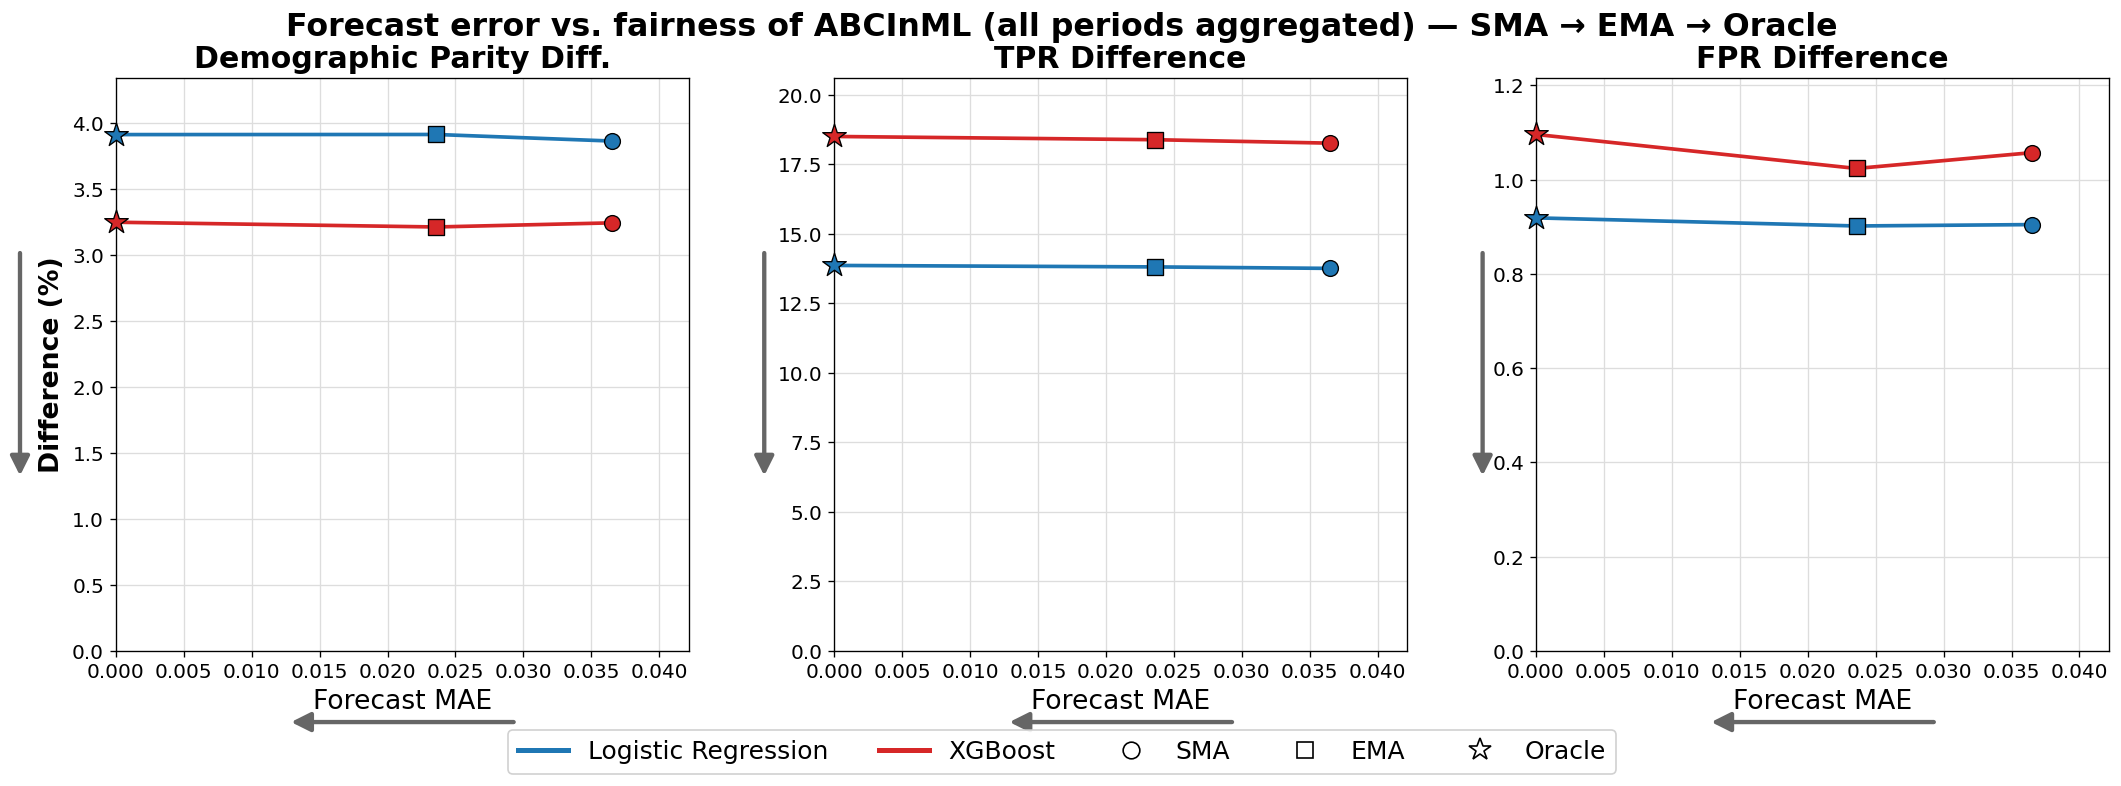 Forecast error vs. fairness of ABCInML (all periods aggregated) — SMA → EMA → Oracle
Demographic Parity Diff.
TPR Difference
FPR Difference
Difference (%)
4.0
3.5
3.0
2.5
2.0
1.5
1.0
0.5
0.0
0.000 0.005 0.010 0.015 0.020 0.025 0.030 0.035 0.040
Forecast MAE
20.0
17.5
15.0
12.5
10.0
7.5
5.0
2.5
0.0
0.000 0.005 0.010 0.015 0.020 0.025 0.030 0.035 0.040
Forecast MAE
1.2
1.0
0.8
0.6
0.4
0.2
0.0
0.000 0.005 0.010 0.015 0.020 0.025 0.030 0.035 0.040
Forecast MAE
Logistic Regression XGBoost SMA EMA Oracle